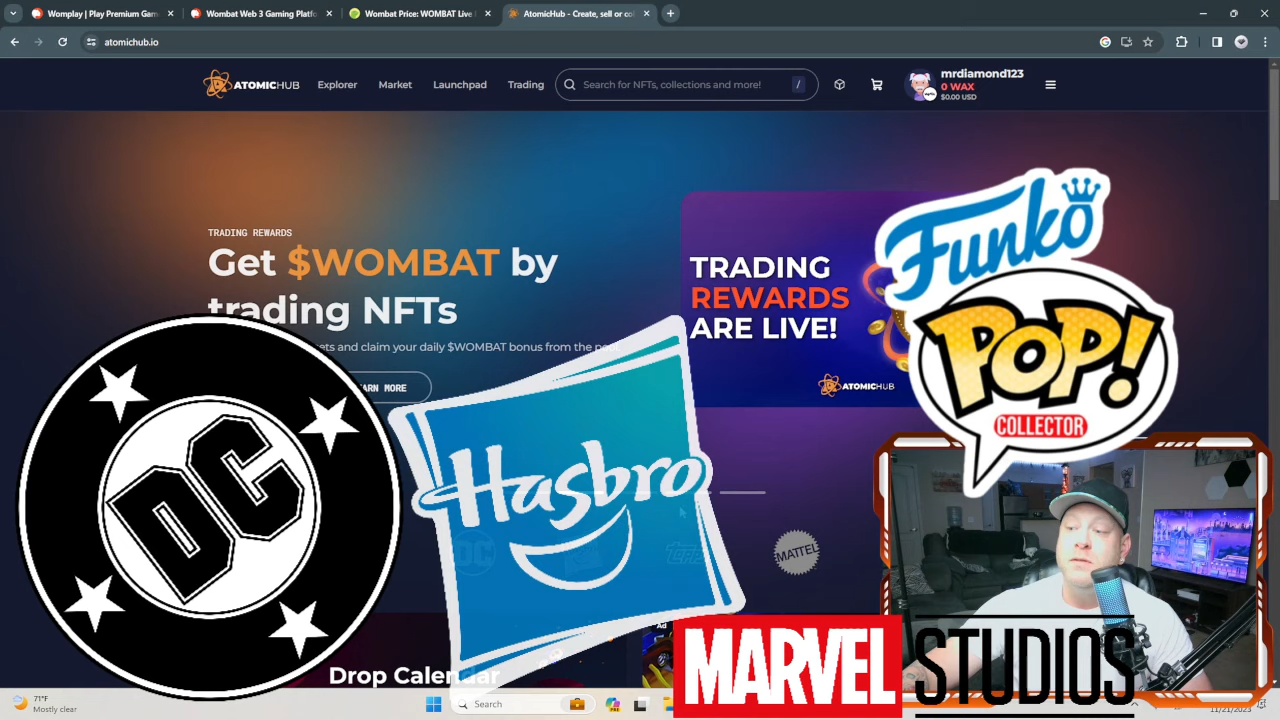 Womplay | Play Premium Gam
Wombat Web 3 Gaming Platfo
Wombat Price: WOMBAT Live
AtomicHub - Create, sell or co
atomichub.io
ATOMICHUB
Explorer
Market
Launchpad
Trading
Search for NFTs, collections and more!
/
mrdiamond123
0 WAX
$0.00 USD
TRADING REWARDS
Get $WOMBAT by
trading NFTs
ets and claim your daily $WOMBAT bonus from the po
ARN MORE
TRADING
REWARDS
ARE LIVE!
ATOMICHUB
Funko
POP!
COLLECTOR
DC
Hasbro
DC
TOPPS
MATTEL
Ad
Drop Calendar
MARVEL STUDIOS
71°F
Mostly clear
Search
11/21/2023